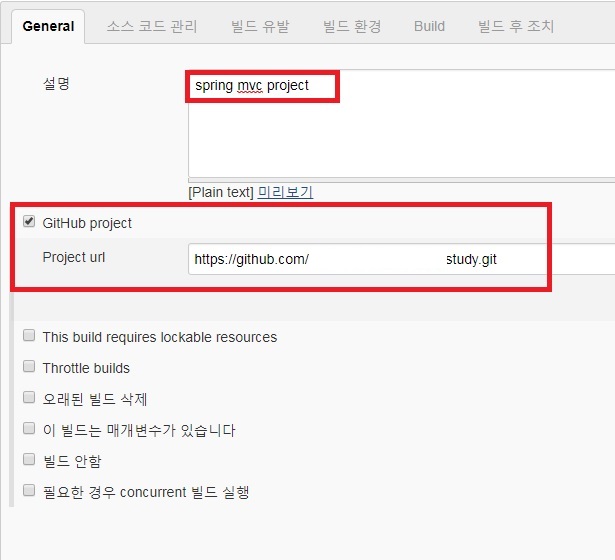 General 소스 코드 관리 빌드 유발 빌드 환경 Build 빌드 후 조치
설명 spring mvc project
[Plain text] 미리보기
GitHub project
Project url https://github.com/ study.git
This build requires lockable resources
Throttle builds
오래된 빌드 삭제
이 빌드는 매개변수가 있습니다
빌드 안함
필요한 경우 concurrent 빌드 실행